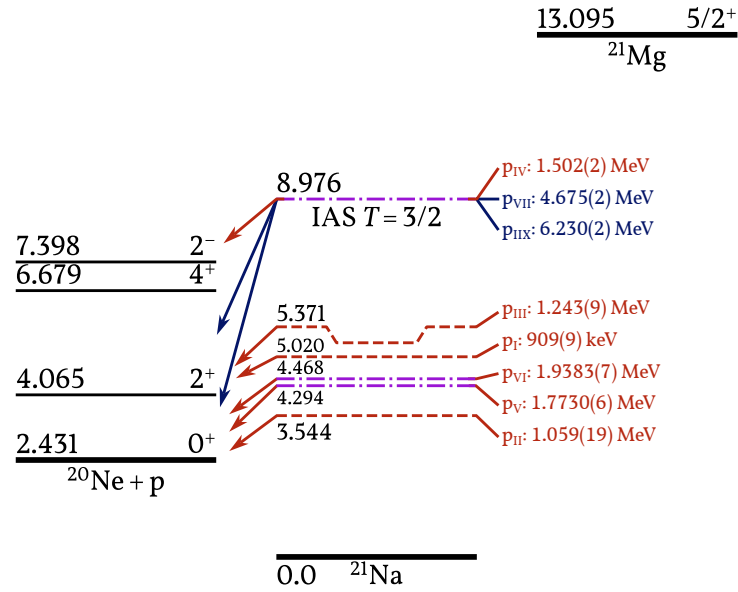 13.095 5/2⁺
²¹Mg
8.976
IAS T = 3/2
p_IV: 1.502(2) MeV
p_VII: 4.675(2) MeV
p_IIX: 6.230(2) MeV
7.398 2⁻
6.679 4⁺
5.371
5.020
4.468
4.294
3.544
p_III: 1.243(9) MeV
p_I: 909(9) keV
p_VI: 1.9383(7) MeV
p_V: 1.7730(6) MeV
p_II: 1.059(19) MeV
4.065 2⁺
2.431 0⁺
²⁰Ne + p
0.0 ²¹Na